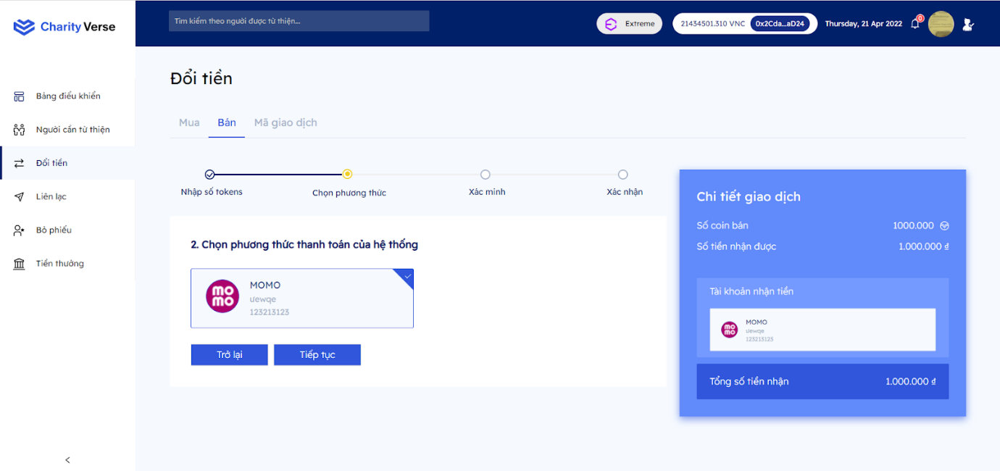 Charity Verse
Tìm kiếm theo người được từ thiện...
Extreme
21434501.310 VNC
0x2Cda...aD24
Thursday, 21 Apr 2022
0
Bảng điều khiển
Người cần từ thiện
Đổi tiền
Liên lạc
Bỏ phiếu
Tiền thưởng
Đổi tiền
Mua
Bán
Mã giao dịch
Nhập số tokens
Chọn phương thức
Xác minh
Xác nhận
2. Chọn phương thức thanh toán của hệ thống
mo
mo
MOMO
ưewqe
123213123
Trở lại
Tiếp tục
Chi tiết giao dịch
Số coin bán 1000.000
Số tiền nhận được 1.000.000 đ
Tài khoản nhận tiền
mo
mo
MOMO
ưewqe
123213123
Tổng số tiền nhận 1.000.000 đ